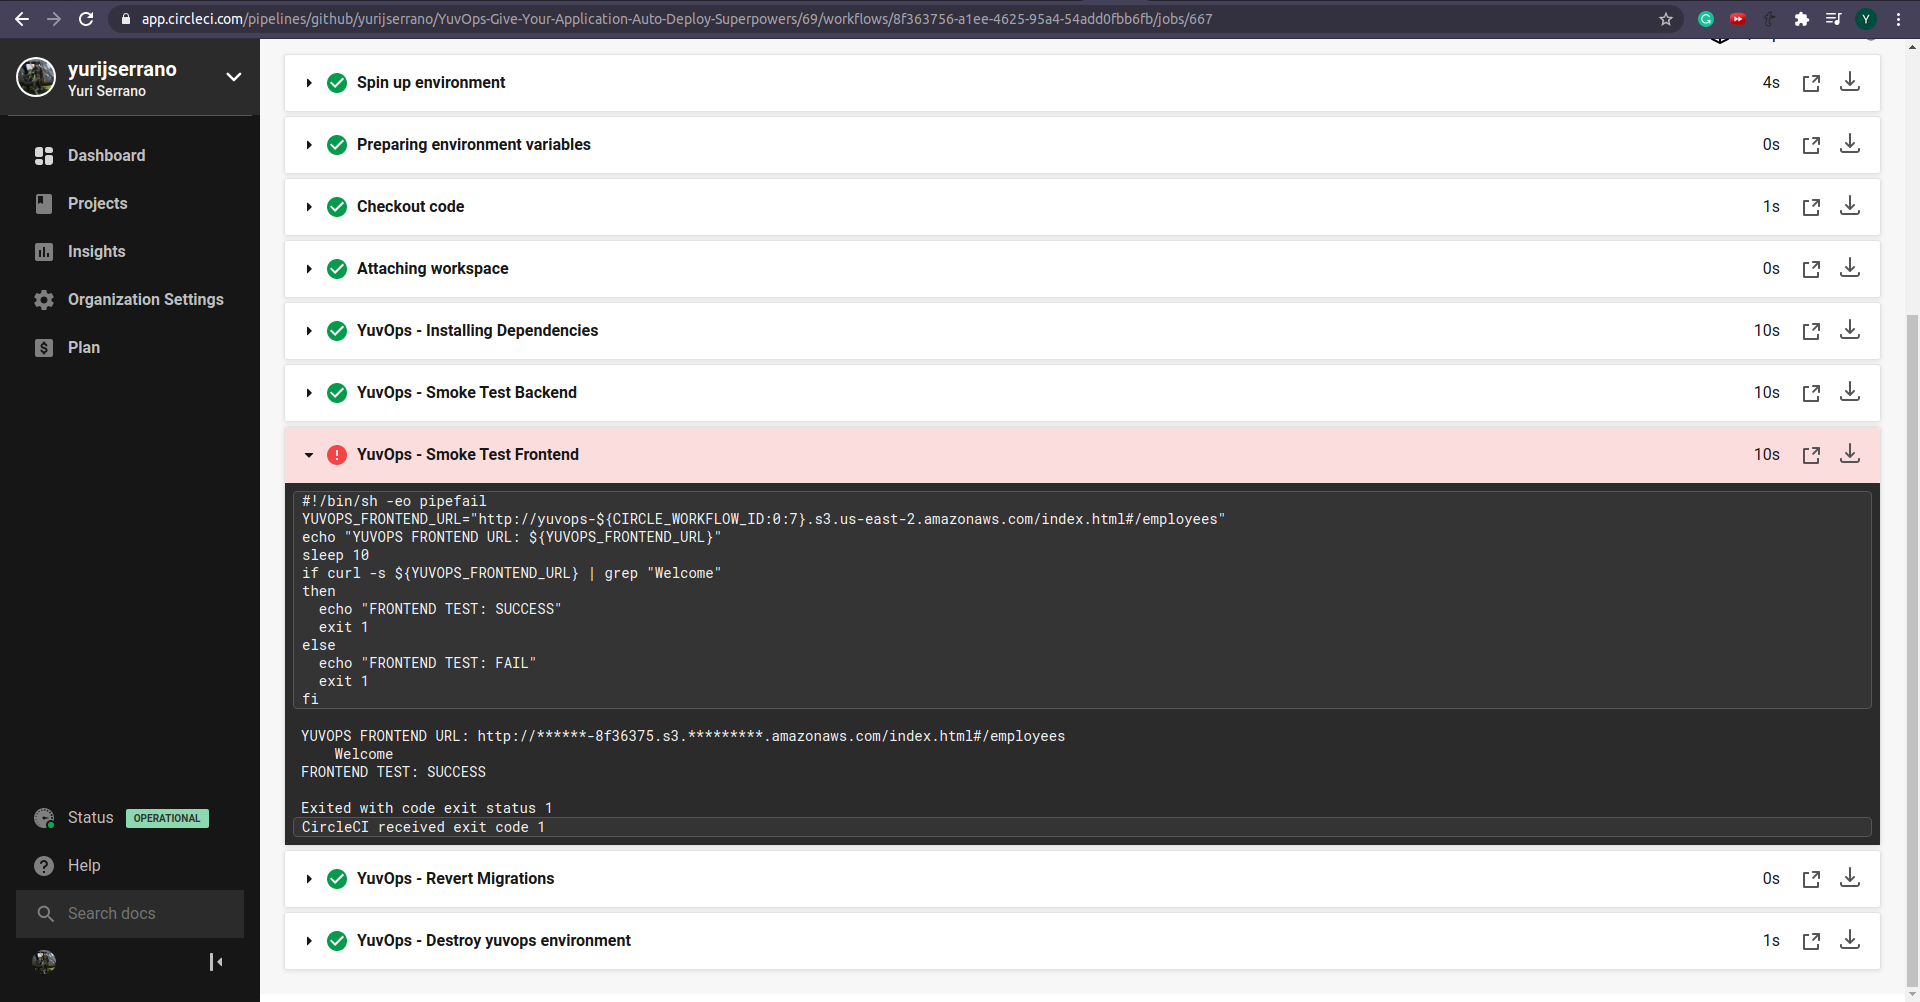 app.circleci.com/pipelines/github/yurijserrano/YuvOps-Give-Your-Application-Auto-Deploy-Superpowers/69/workflows/8f363756-a1ee-4625-95a4-54add0fbb6fb/jobs/667
Y
yurijserrano
Yuri Serrano
Dashboard
Projects
Insights
Organization Settings
Plan
Status OPERATIONAL
Help
Search docs
Spin up environment 4s
Preparing environment variables 0s
Checkout code 1s
Attaching workspace 0s
YuvOps - Installing Dependencies 10s
YuvOps - Smoke Test Backend 10s
YuvOps - Smoke Test Frontend 10s
#!/bin/sh -eo pipefail
YUVOPS_FRONTEND_URL="http://yuvops-${CIRCLE_WORKFLOW_ID:0:7}.s3.us-east-2.amazonaws.com/index.html#/employees"
echo "YUVOPS FRONTEND URL: ${YUVOPS_FRONTEND_URL}"
sleep 10
if curl -s ${YUVOPS_FRONTEND_URL} | grep "Welcome"
then
  echo "FRONTEND TEST: SUCCESS"
  exit 1
else
  echo "FRONTEND TEST: FAIL"
  exit 1
fi
YUVOPS FRONTEND URL: http://******-8f36375.s3.*********.amazonaws.com/index.html#/employees
    Welcome
FRONTEND TEST: SUCCESS
Exited with code exit status 1
CircleCI received exit code 1
YuvOps - Revert Migrations 0s
YuvOps - Destroy yuvops environment 1s